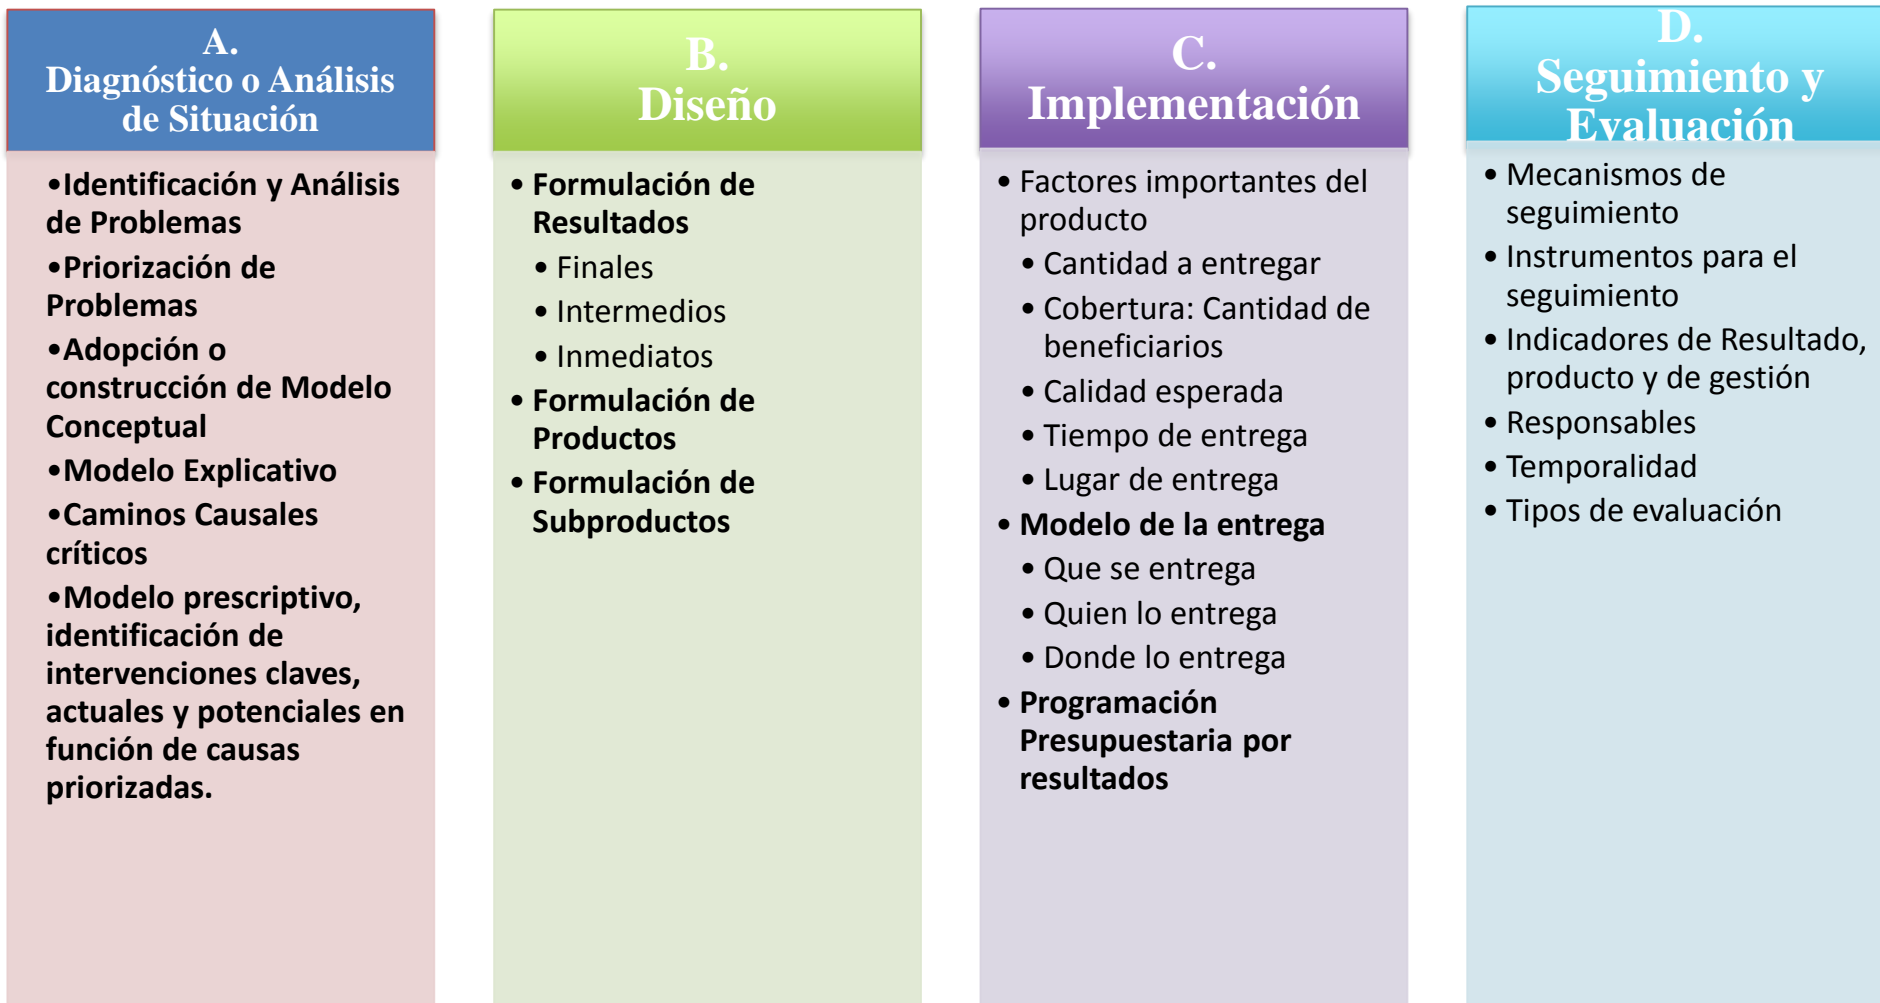 A.
Diagnóstico o Análisis
de Situación
•Identificación y Análisis
de Problemas
•Priorización de
Problemas
•Adopción o
construcción de Modelo
Conceptual
•Modelo Explicativo
•Caminos Causales
críticos
•Modelo prescriptivo,
identificación de
intervenciones claves,
actuales y potenciales en
función de causas
priorizadas.
B.
Diseño
• Formulación de
Resultados
• Finales
• Intermedios
• Inmediatos
• Formulación de
Productos
• Formulación de
Subproductos
C.
Implementación
• Factores importantes del
producto
• Cantidad a entregar
• Cobertura: Cantidad de
beneficiarios
• Calidad esperada
• Tiempo de entrega
• Lugar de entrega
• Modelo de la entrega
• Que se entrega
• Quien lo entrega
• Donde lo entrega
• Programación
Presupuestaria por
resultados
D.
Seguimiento y
Evaluación
• Mecanismos de
seguimiento
• Instrumentos para el
seguimiento
• Indicadores de Resultado,
producto y de gestión
• Responsables
• Temporalidad
• Tipos de evaluación